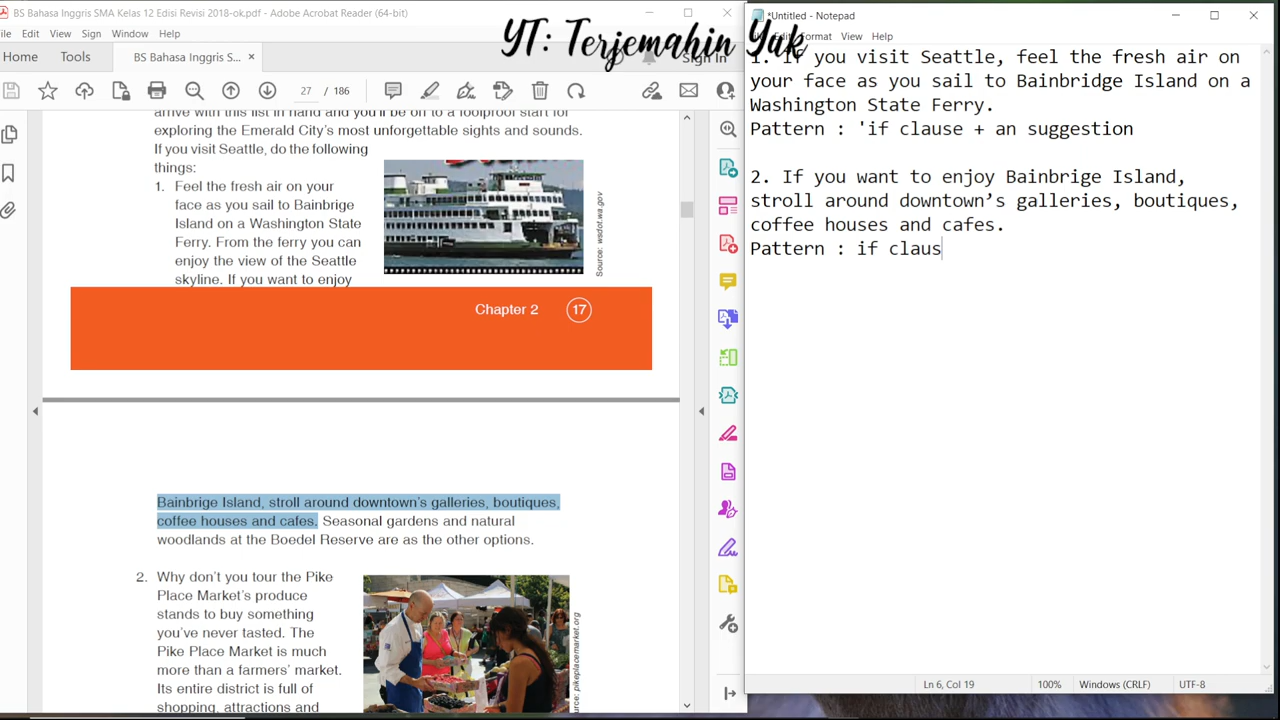 BS Bahasa Inggris SMA Kelas 12 Edisi Revisi 2018-ok.pdf - Adobe Acrobat Reader (64-bit)
File Edit View Sign Window Help
Home Tools BS Bahasa Inggris S... × Sign In
27 / 186
YT: Terjemahin Yak
arrive with this list in hand and you'll be on to a foolproof start for
exploring the Emerald City's most unforgettable sights and sounds.
If you visit Seattle, do the following
things:
1. Feel the fresh air on your
face as you sail to Bainbrige
Island on a Washington State
Ferry. From the ferry you can
enjoy the view of the Seattle
skyline. If you want to enjoy
Source: wsdot.wa.gov
Chapter 2 17
Bainbrige Island, stroll around downtown's galleries, boutiques,
coffee houses and cafes. Seasonal gardens and natural
woodlands at the Boedel Reserve are as the other options.
2. Why don't you tour the Pike
Place Market's produce
stands to buy something
you've never tasted. The
Pike Place Market is much
more than a farmers' market.
Its entire district is full of
shopping, attractions and
urce: pikeplacemarket.org
*Untitled - Notepad
Edit Format View Help
1. If you visit Seattle, feel the fresh air on
your face as you sail to Bainbridge Island on a
Washington State Ferry.
Pattern : 'if clause + an suggestion
2. If you want to enjoy Bainbrige Island,
stroll around downtown’s galleries, boutiques,
coffee houses and cafes.
Pattern : if claus
Ln 6, Col 19 100% Windows (CRLF) UTF-8